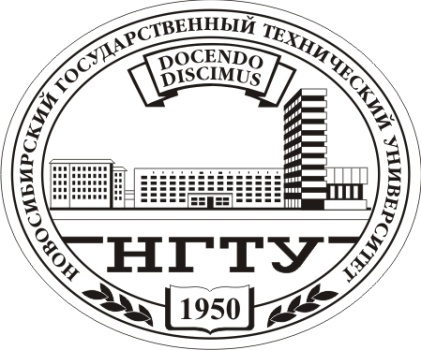 НОВОСИБИРСКИЙ ГОСУДАРСТВЕННЫЙ ТЕХНИЧЕСКИЙ УНИВЕРСИТЕТ
DOCENDO
DISCIMUS
НГТУ
1950